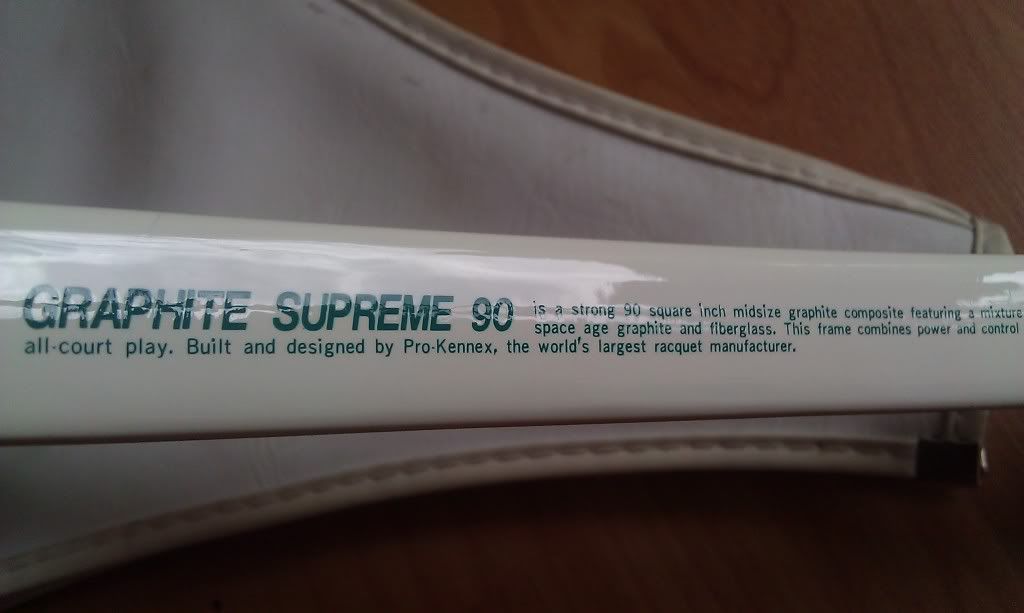 GRAPHITE SUPREME 90 is a strong 90 square inch midsize graphite composite featuring a mixture
space age graphite and fiberglass. This frame combines power and control
all-court play. Built and designed by Pro-Kennex, the world's largest racquet manufacturer.